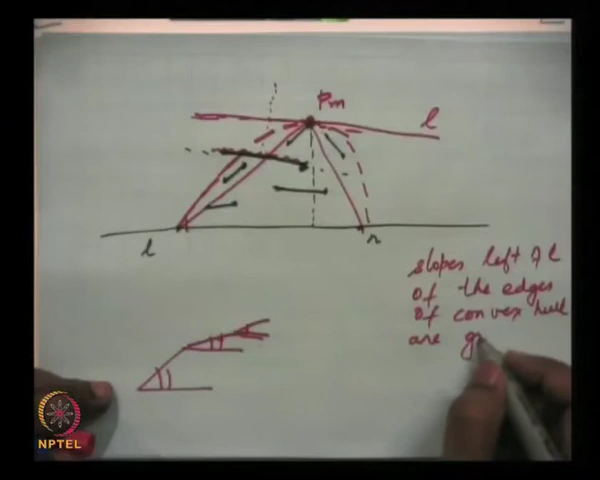 Pm
l
l
r
slopes left of l
of the edges
of convex hull
are g
NPTEL